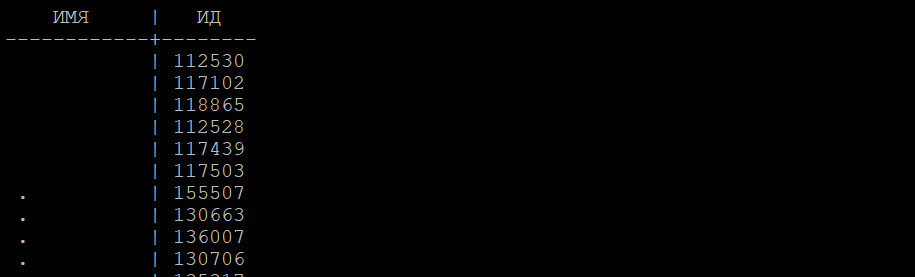 ИМЯ | ИД
------------+--------
| 112530
| 117102
| 118865
| 112528
| 117439
| 117503
. | 155507
. | 130663
. | 136007
. | 130706